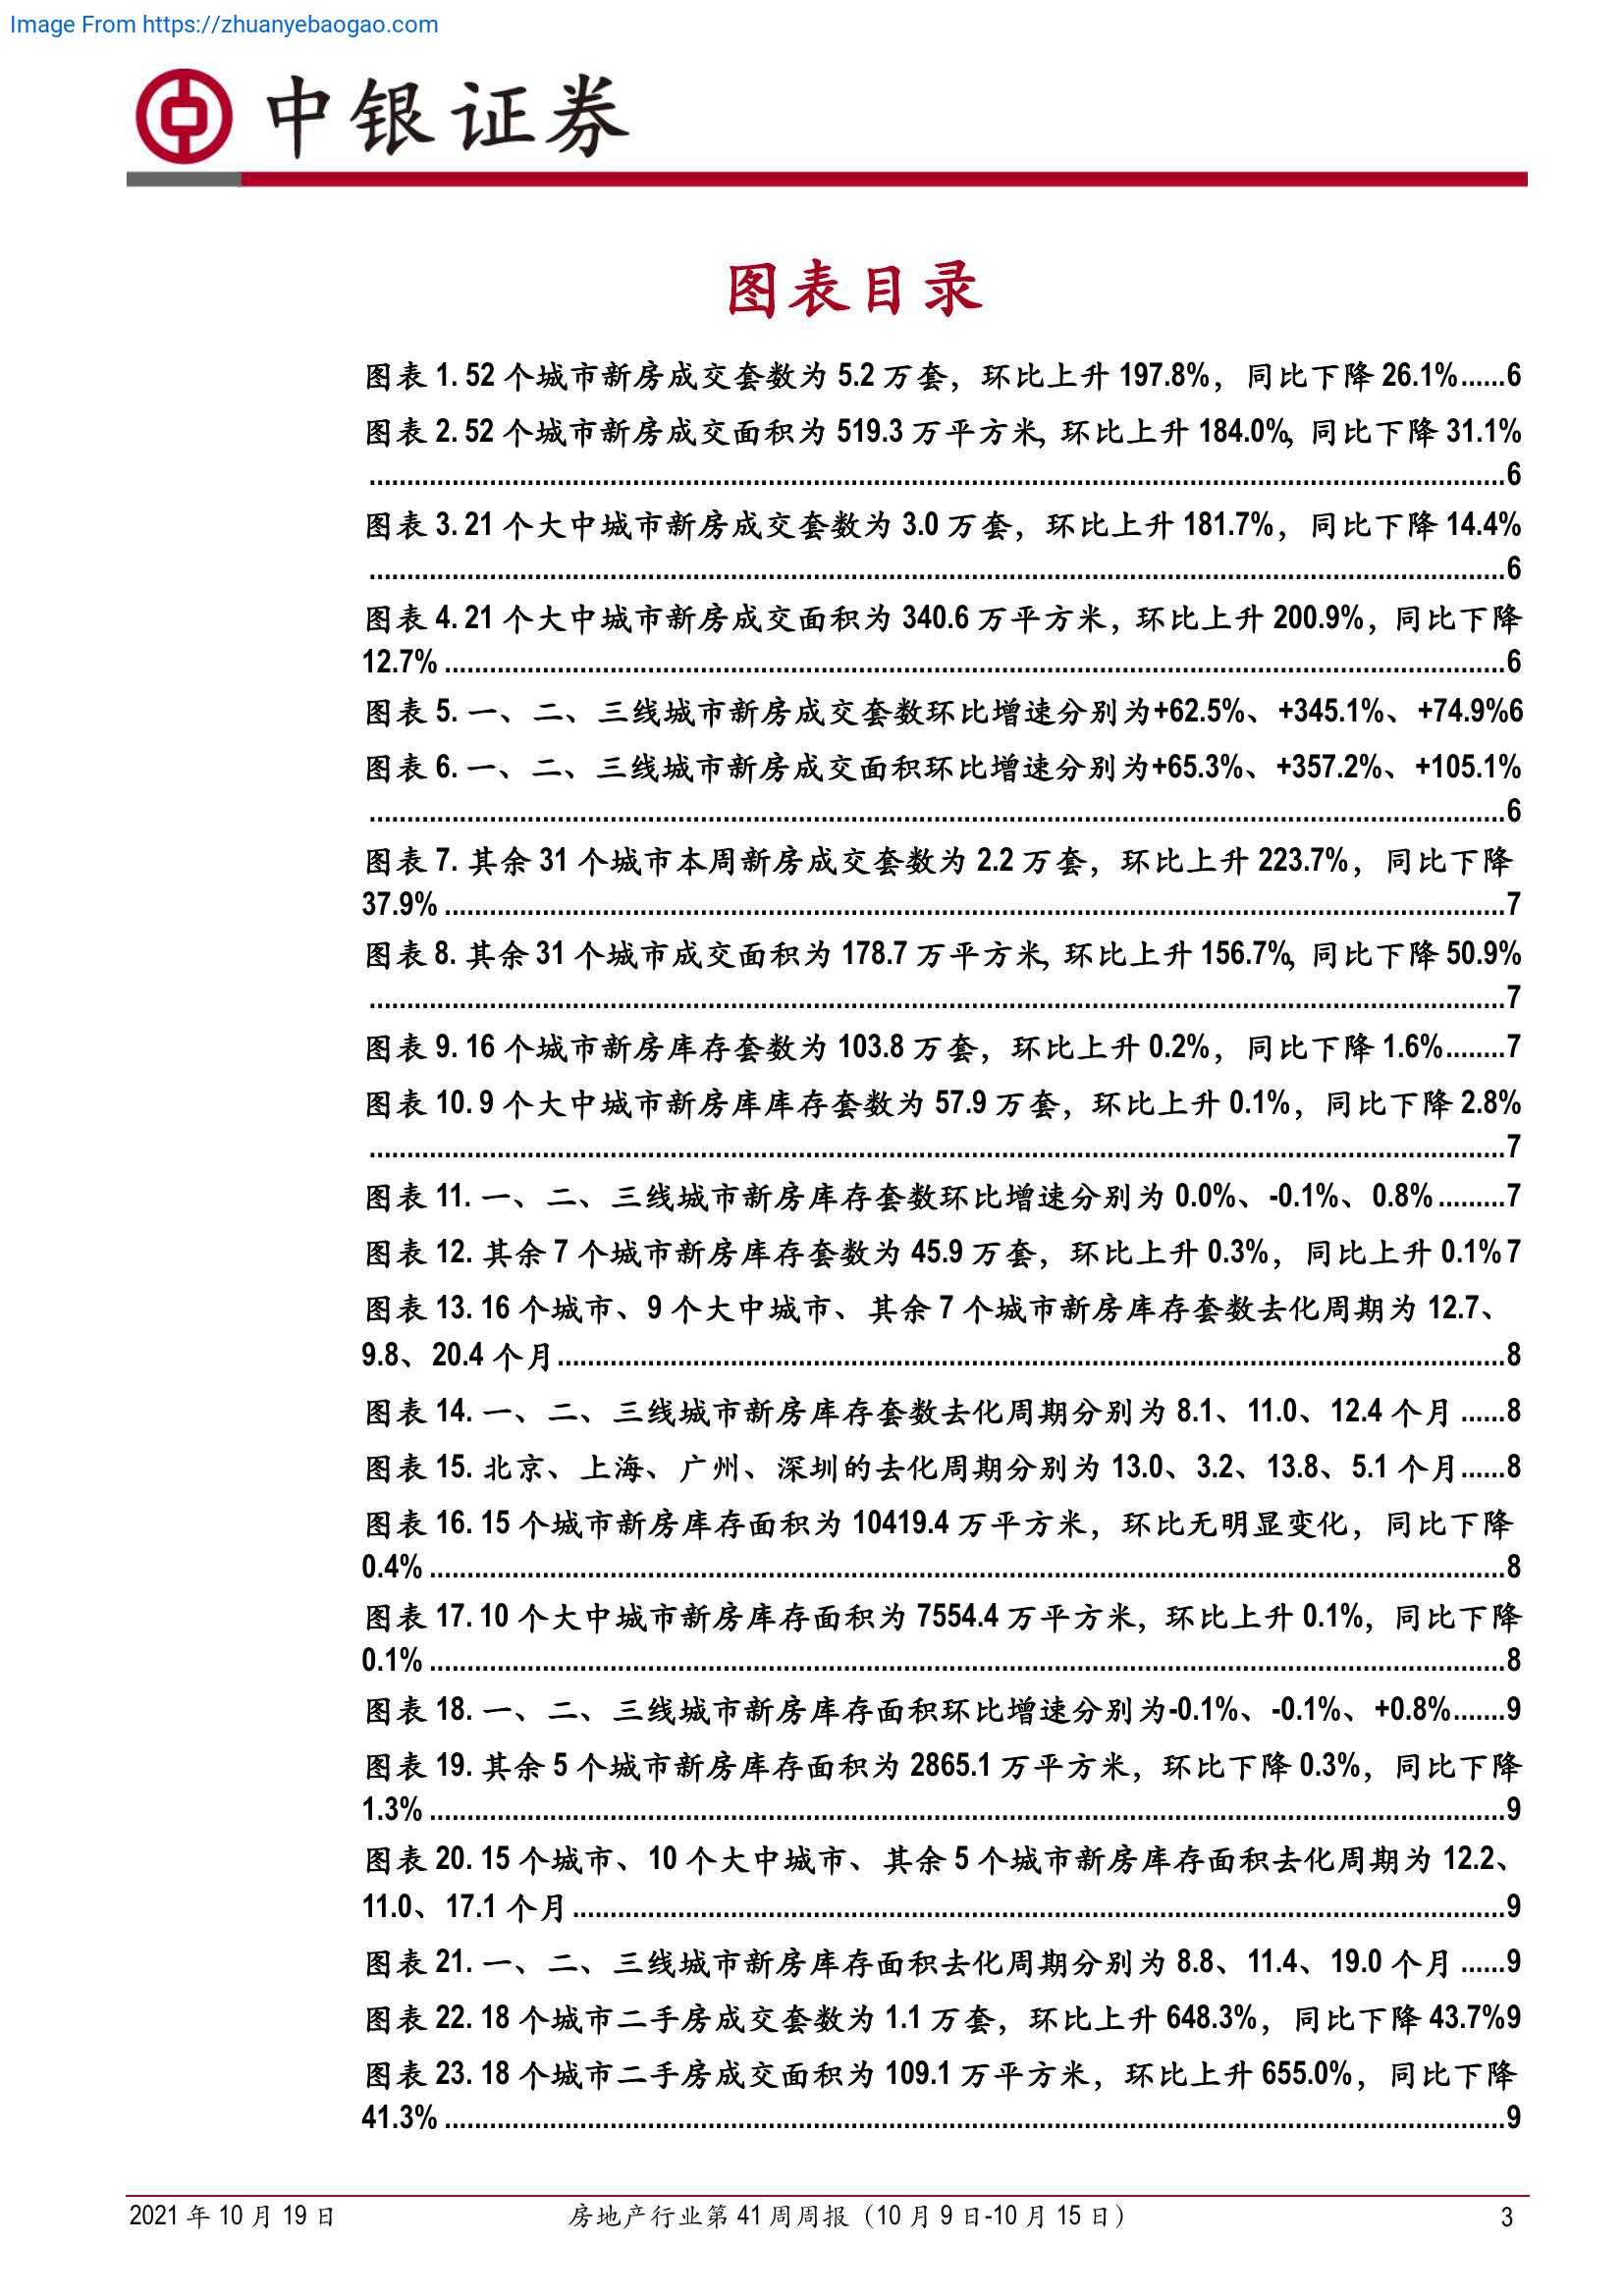 Image From https://zhuanyebaogao.com
中银证券
图表目录
图表 1. 52 个城市新房成交套数为 5.2 万套，环比上升 197.8%，同比下降 26.1%......6
图表 2. 52 个城市新房成交面积为 519.3 万平方米，环比上升 184.0%，同比下降 31.1%
......6
图表 3. 21 个大中城市新房成交套数为 3.0 万套，环比上升 181.7%，同比下降 14.4%
......6
图表 4. 21 个大中城市新房成交面积为 340.6 万平方米，环比上升 200.9%，同比下降
12.7% ......6
图表 5. 一、二、三线城市新房成交套数环比增速分别为+62.5%、+345.1%、+74.9%6
图表 6. 一、二、三线城市新房成交面积环比增速分别为+65.3%、+357.2%、+105.1%
......6
图表 7. 其余 31 个城市本周新房成交套数为 2.2 万套，环比上升 223.7%，同比下降
37.9% ......7
图表 8. 其余 31 个城市成交面积为 178.7 万平方米，环比上升 156.7%，同比下降 50.9%
......7
图表 9. 16 个城市新房库存套数为 103.8 万套，环比上升 0.2%，同比下降 1.6%........7
图表 10. 9 个大中城市新房库库存套数为 57.9 万套，环比上升 0.1%，同比下降 2.8%
......7
图表 11. 一、二、三线城市新房库存套数环比增速分别为 0.0%、-0.1%、0.8% .........7
图表 12. 其余 7 个城市新房库存套数为 45.9 万套，环比上升 0.3%，同比上升 0.1% 7
图表 13. 16 个城市、9 个大中城市、其余 7 个城市新房库存套数去化周期为 12.7、
9.8、20.4 个月......8
图表 14. 一、二、三线城市新房库存套数去化周期分别为 8.1、11.0、12.4 个月 ......8
图表 15. 北京、上海、广州、深圳的去化周期分别为 13.0、3.2、13.8、5.1 个月......8
图表 16. 15 个城市新房库存面积为 10419.4 万平方米，环比无明显变化，同比下降
0.4% ......8
图表 17. 10 个大中城市新房库存面积为 7554.4 万平方米，环比上升 0.1%，同比下降
0.1% ......8
图表 18. 一、二、三线城市新房库存面积环比增速分别为-0.1%、-0.1%、+0.8%.......9
图表 19. 其余 5 个城市新房库存面积为 2865.1 万平方米，环比下降 0.3%，同比下降
1.3% ......9
图表 20. 15 个城市、10 个大中城市、其余 5 个城市新房库存面积去化周期为 12.2、
11.0、17.1 个月......9
图表 21. 一、二、三线城市新房库存面积去化周期分别为 8.8、11.4、19.0 个月 ......9
图表 22. 18 个城市二手房成交套数为 1.1 万套，环比上升 648.3%，同比下降 43.7%9
图表 23. 18 个城市二手房成交面积为 109.1 万平方米，环比上升 655.0%，同比下降
41.3% ......9
2021 年 10 月 19 日 房地产行业第 41 周周报（10 月 9 日-10 月 15 日） 3